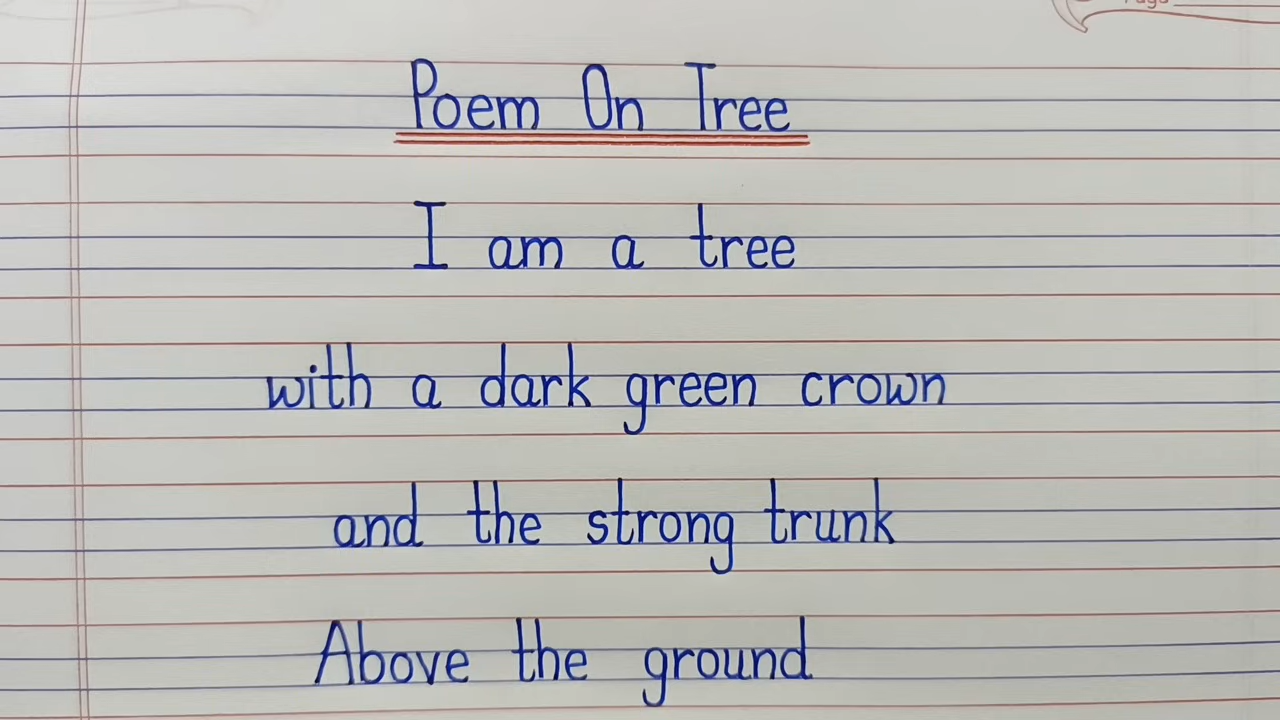 Poem On Tree
I am a tree
with a dark green crown
and the strong trunk
Above the ground